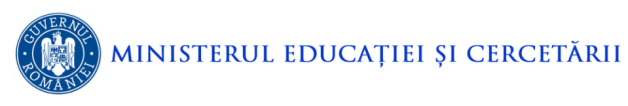 GUVERNUL ROMÂNIEI
MINISTERUL EDUCAȚIEI ȘI CERCETĂRII